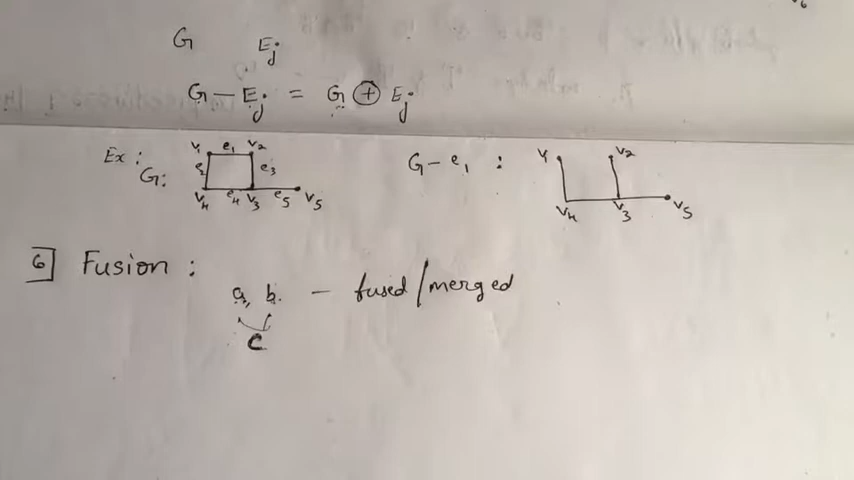 G E_j
G - E_j = G ⊕ E_j
Ex :
G:
v1 e1 v2
e2 e3
v4 e4 v3 e5 v5
G - e1 :
v1 v2
v4 v3 v5
6 Fusion :
a, b. - fused/merged
c